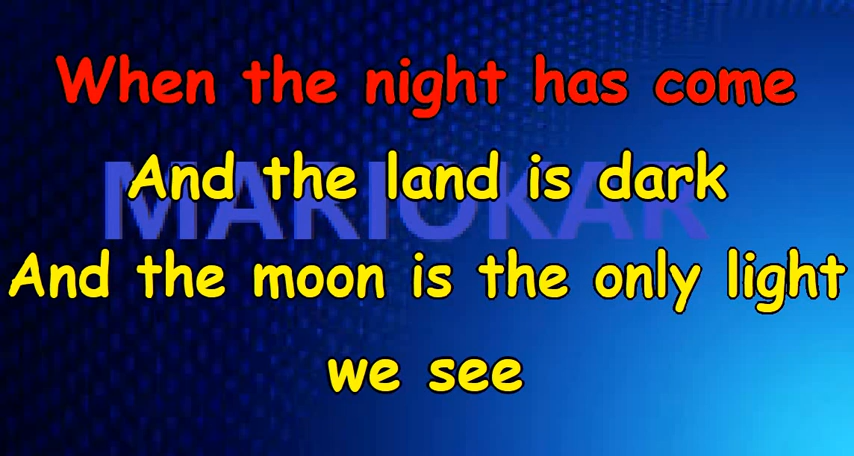 When the night has come
And the land is dark
MARIOKAR
And the moon is the only light
we see